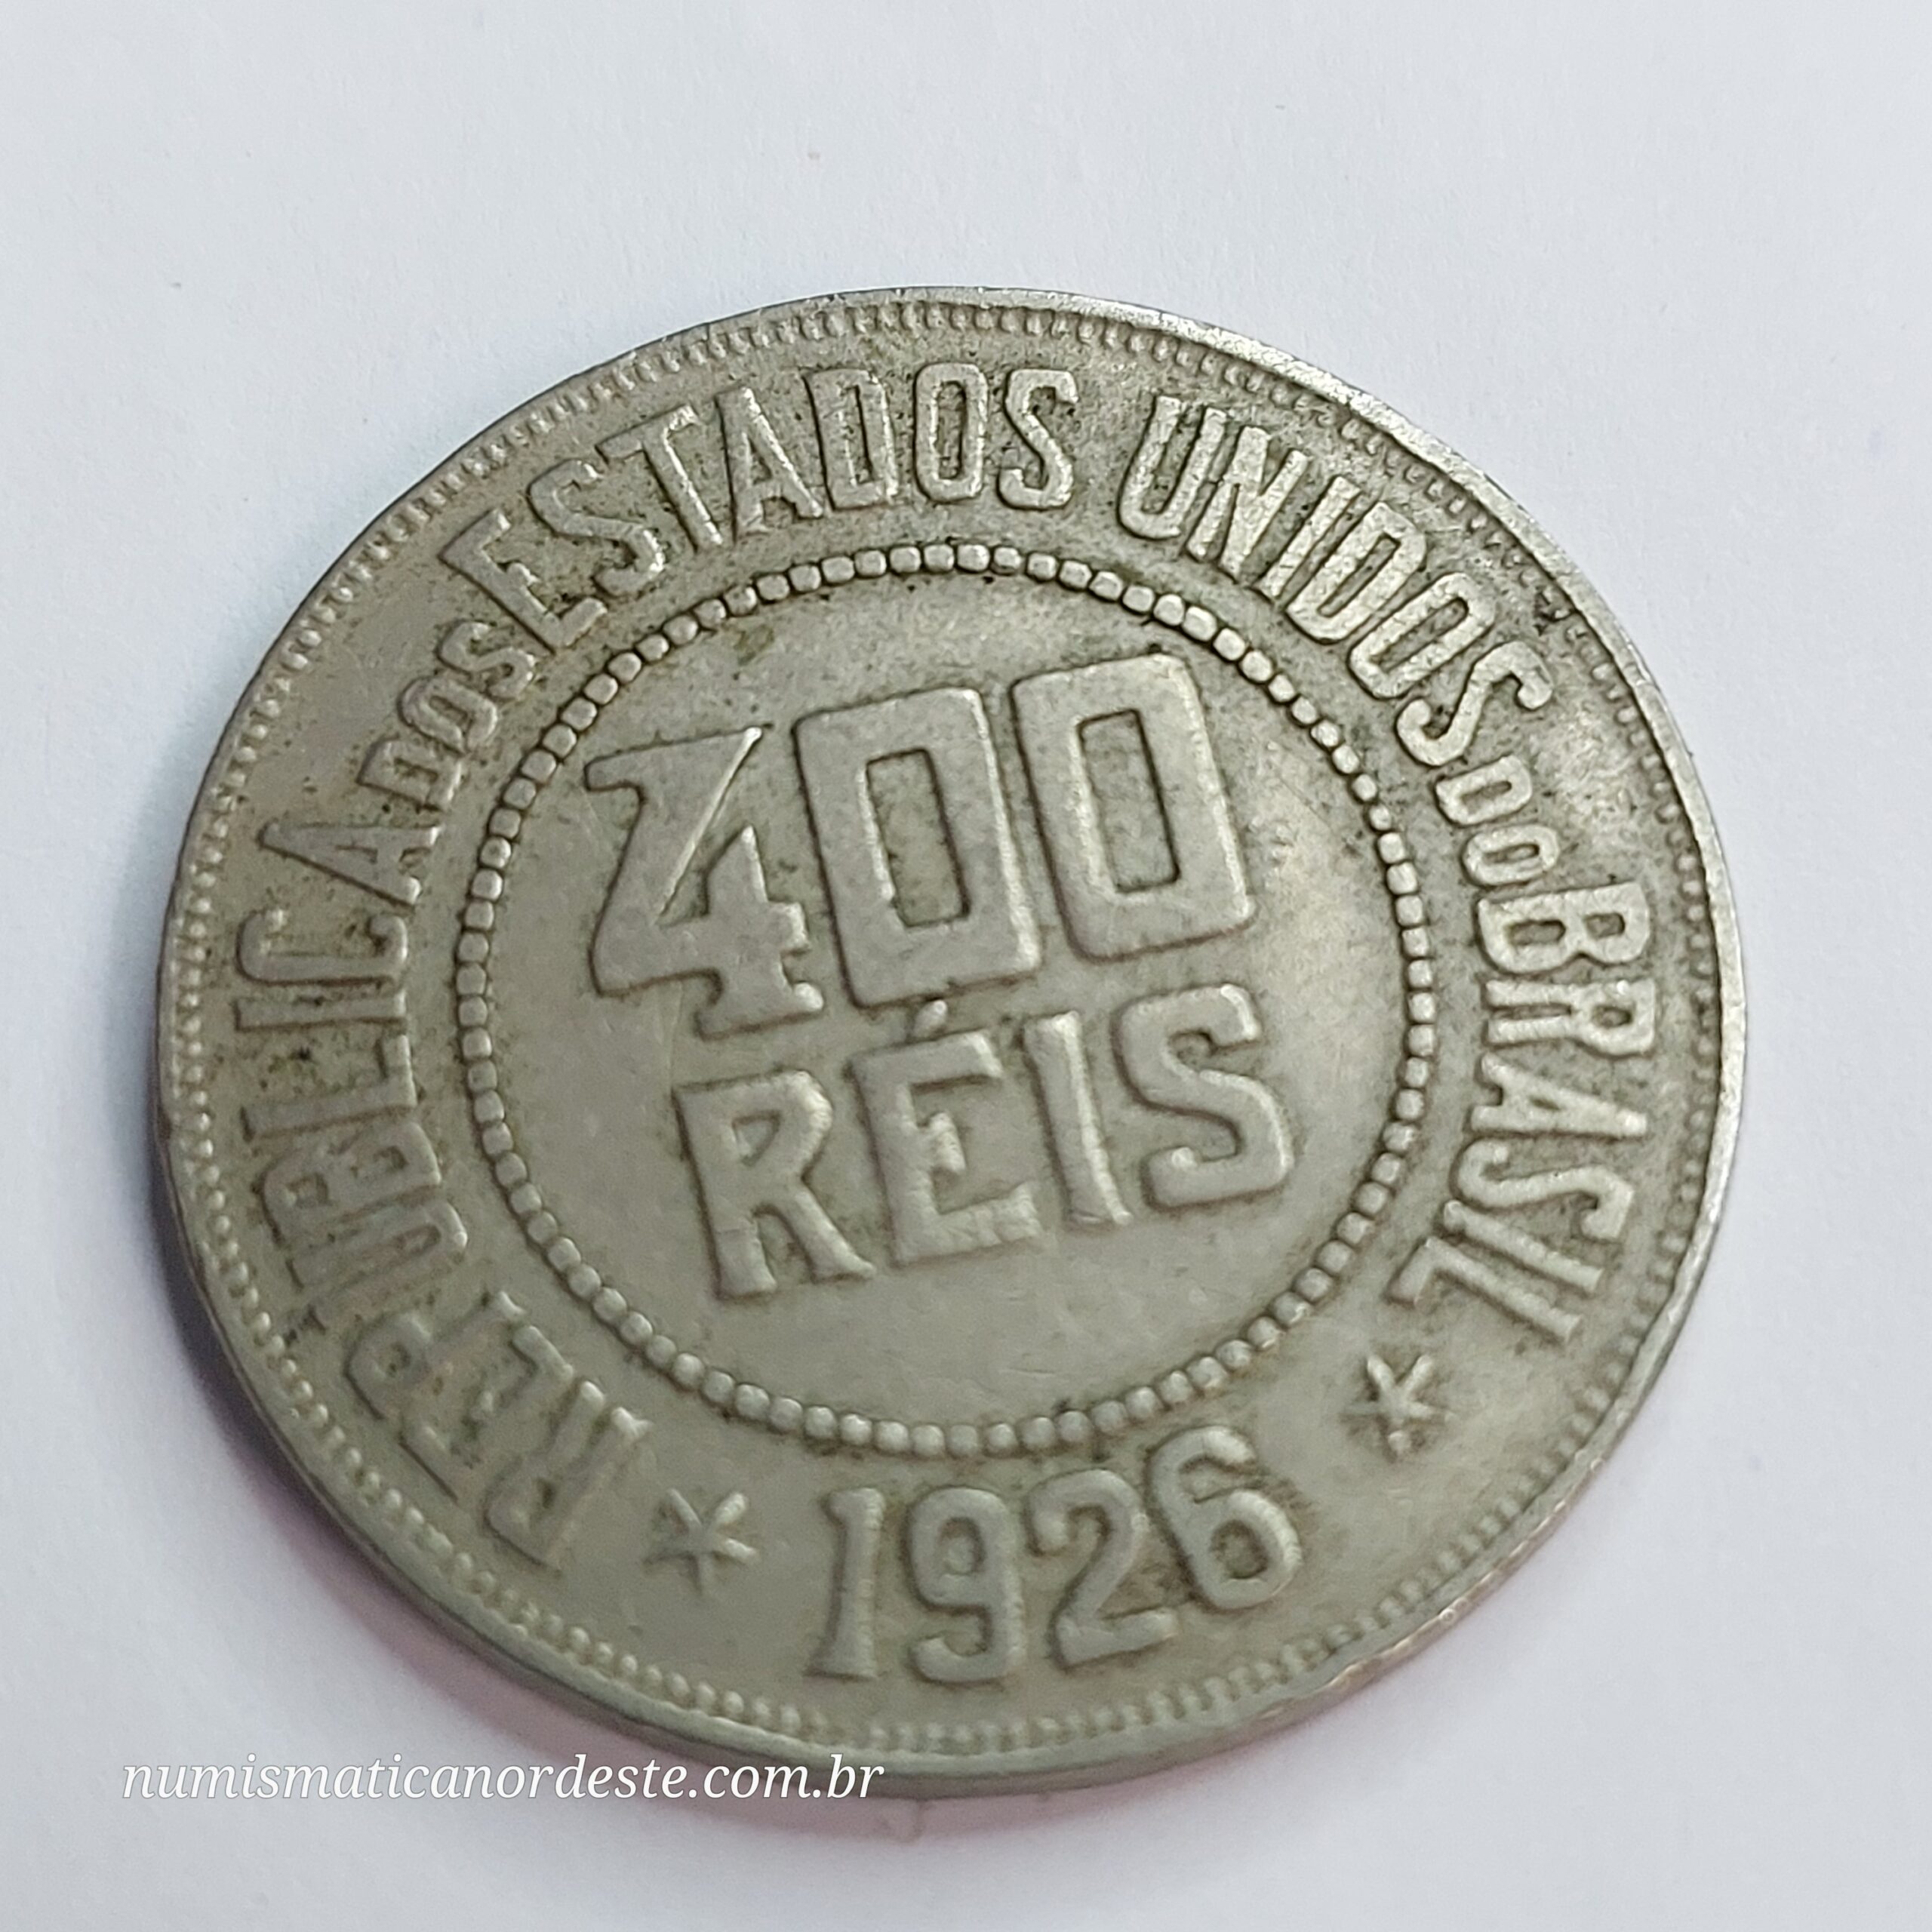 REPUBLICA DOS ESTADOS UNIDOS DO BRASIL
400
RÉIS
* 1926 *
numismaticanordeste.com.br